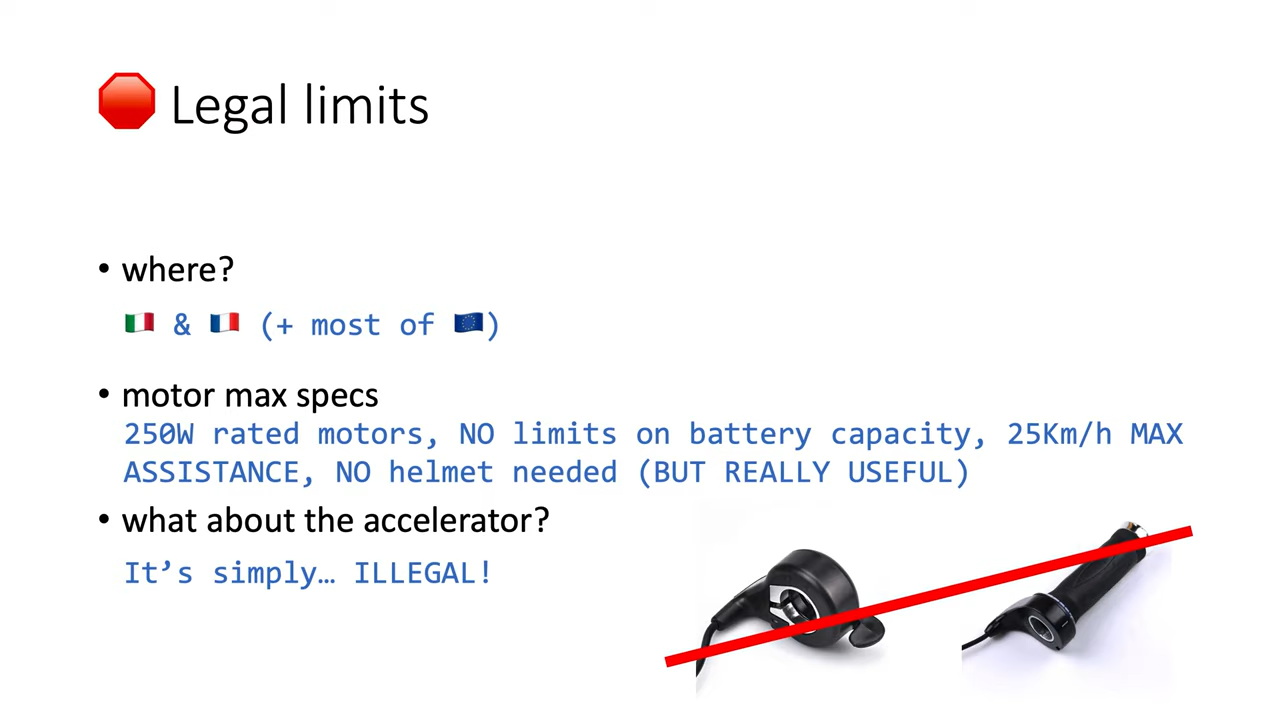 🛑 Legal limits
• where?
🇮🇹 & 🇫🇷 (+ most of 🇪🇺)
• motor max specs
250W rated motors, NO limits on battery capacity, 25Km/h MAX
ASSISTANCE, NO helmet needed (BUT REALLY USEFUL)
• what about the accelerator?
It’s simply… ILLEGAL!